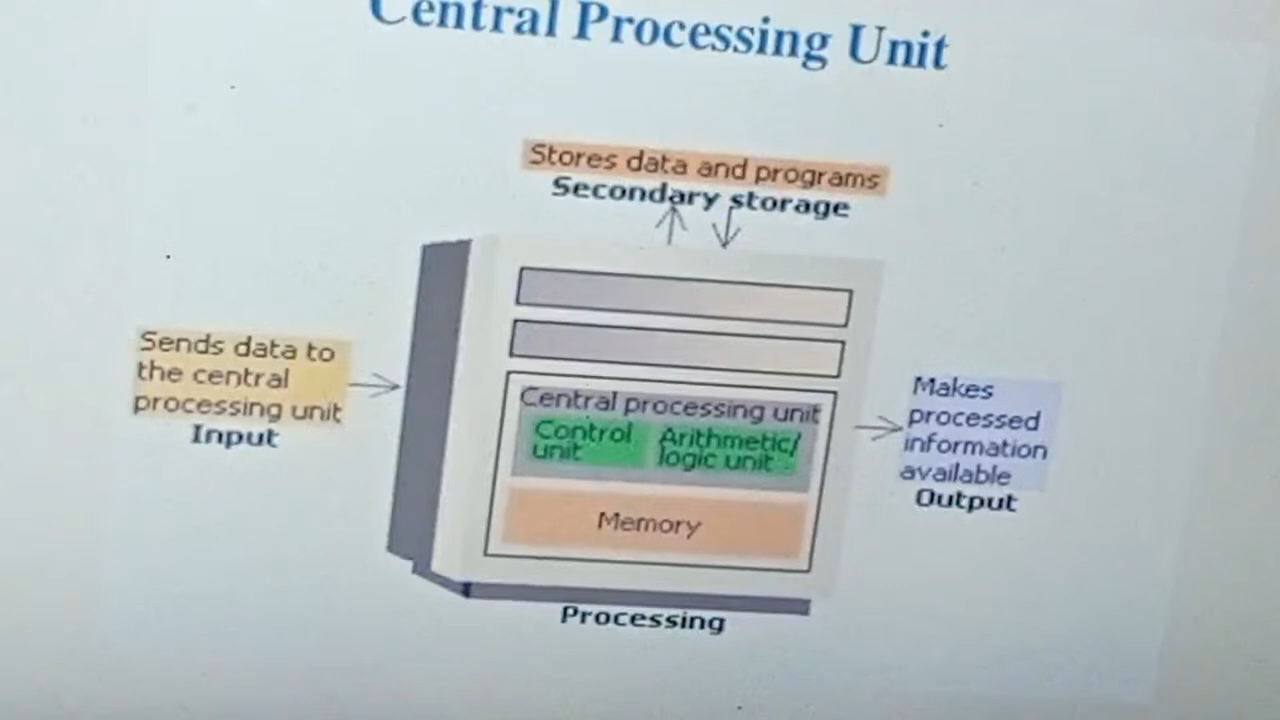 Central Processing Unit
Stores data and programs
Secondary storage
Sends data to
the central
processing unit
Input
Central processing unit
Control
unit
Arithmetic/
logic unit
Memory
Processing
Makes
processed
information
available
Output